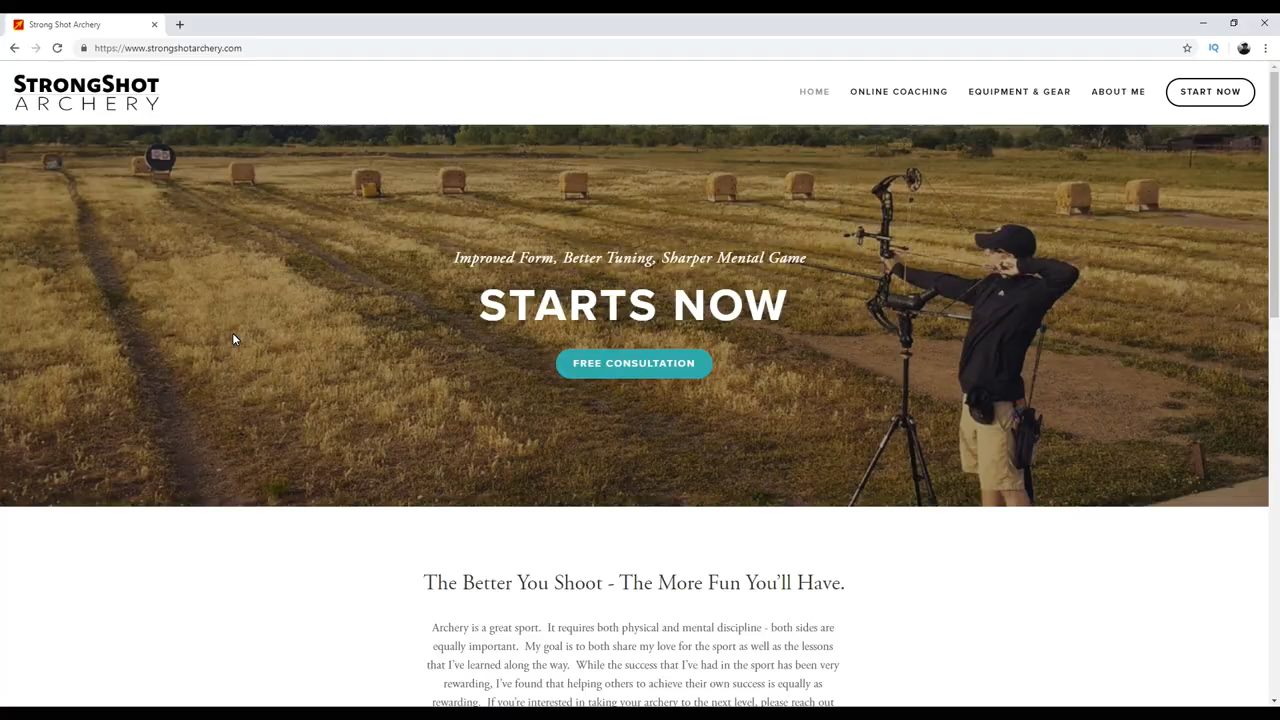 Strong Shot Archery
https://www.strongshotarchery.com
IQ
STRONGSHOT
ARCHERY
HOME
ONLINE COACHING
EQUIPMENT & GEAR
ABOUT ME
START NOW
Improved Form, Better Tuning, Sharper Mental Game
STARTS NOW
FREE CONSULTATION
The Better You Shoot - The More Fun You'll Have.
Archery is a great sport. It requires both physical and mental discipline - both sides are
equally important. My goal is to both share my love for the sport as well as the lessons
that I've learned along the way. While the success that I've had in the sport has been very
rewarding, I've found that helping others to achieve their own success is equally as
rewarding. If you're interested in taking your archery to the next level, please reach out